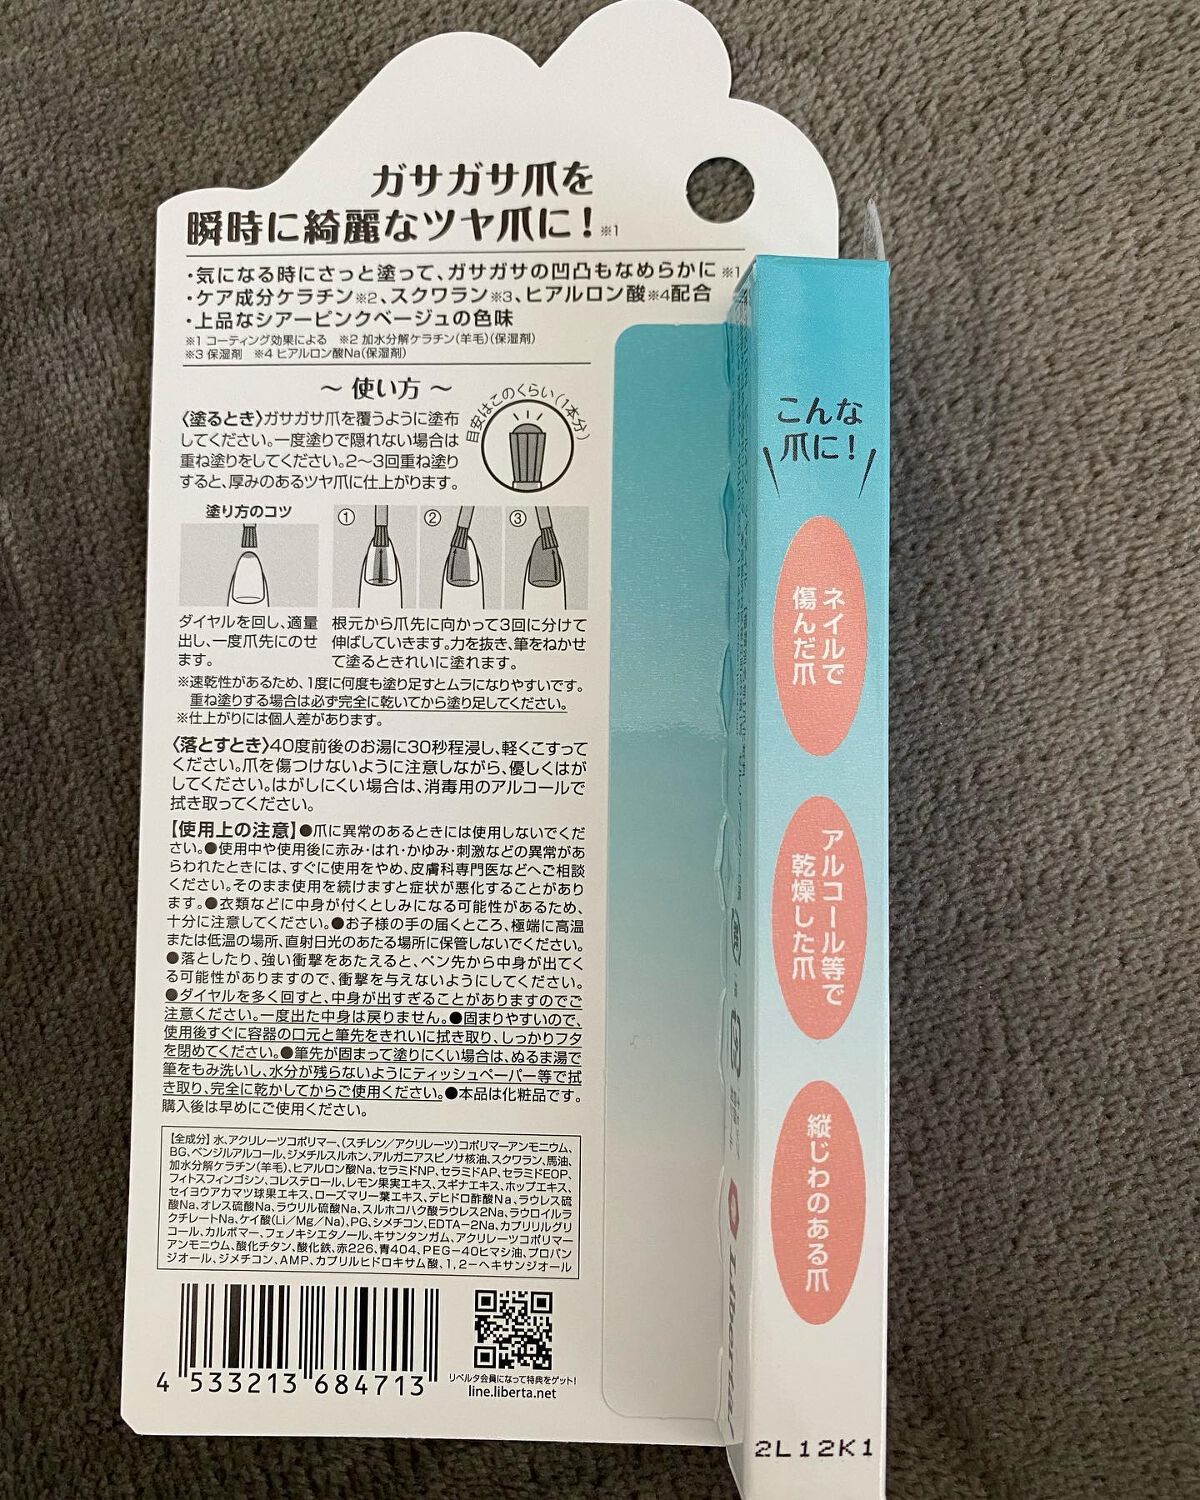 ガサガサ爪を
瞬時に綺麗なツヤ爪に！※1
・気になる時にさっと塗って、ガサガサの凹凸もなめらかに※1
・ケア成分ケラチン※2、スクワラン※3、ヒアルロン酸※4配合
・上品なシアーピンクベージュの色味
※1 コーティング効果による ※2 加水分解ケラチン(羊毛)(保湿剤)
※3 保湿剤 ※4 ヒアルロン酸Na(保湿剤)
～ 使い方 ～
〈塗るとき〉ガサガサ爪を覆うように塗布
してください。一度塗りで隠れない場合は
重ね塗りをしてください。2～3回重ね塗り
すると、厚みのあるツヤ爪に仕上がります。
目安はこのくらい(1本分)
塗り方のコツ
① ② ③
ダイヤルを回し、適量
出し、一度爪先にのせ
ます。
根元から爪先に向かって3回に分けて
伸ばしていきます。力を抜き、筆をねかせ
て塗るときれいに塗れます。
※速乾性があるため、1度に何度も塗り足すとムラになりやすいです。
重ね塗りする場合は必ず完全に乾いてから塗り足してください。
※仕上がりには個人差があります。
〈落とすとき〉40度前後のお湯に30秒程浸し、軽くこすって
ください。爪を傷つけないように注意しながら、優しくはが
してください。はがしにくい場合は、消毒用のアルコールで
拭き取ってください。
【使用上の注意】●爪に異常のあるときには使用しないでくだ
さい。●使用中や使用後に赤み・はれ・かゆみ・刺激などの異常があ
らわれたときには、すぐに使用をやめ、皮膚科専門医などへご相談
ください。そのまま使用を続けますと症状が悪化することがあり
ます。●衣類などに中身が付くとしみになる可能性があるため、
十分に注意してください。●お子様の手の届くところ、極端に高温
または低温の場所、直射日光のあたる場所に保管しないでください。
●落としたり、強い衝撃をあたえると、ペン先から中身が出てく
る可能性がありますので、衝撃を与えないようにしてください。
●ダイヤルを多く回すと、中身が出すぎることがありますのでご
注意ください。一度出た中身は戻りません。●固まりやすいので、
使用後すぐに容器の口元と筆先をきれいに拭き取り、しっかりフタ
を閉めてください。●筆先が固まって塗りにくい場合は、ぬるま湯で
筆をもみ洗いし、水分が残らないようにティッシュペーパー等で拭
き取り、完全に乾かしてからご使用ください。●本品は化粧品です。
購入後は早めにご使用ください。
【全成分】水、アクリレーツコポリマー、(スチレン/アクリレーツ)コポリマーアンモニウム、
BG、ベンジルアルコール、ジメチルスルホン、アルガニアスピノサ核油、スクワラン、馬油、
加水分解ケラチン(羊毛)、ヒアルロン酸Na、セラミドNP、セラミドAP、セラミドEOP、
フィトスフィンゴシン、コレステロール、レモン果実エキス、スギナエキス、ホップエキス、
セイヨウアカマツ球果エキス、ローズマリー葉エキス、デヒドロ酢酸Na、ラウレス硫
酸Na、オレス硫酸Na、ラウリル硫酸Na、スルホコハク酸ラウレス2Na、ラウロイルラ
クチレートNa、ケイ酸(Li/Mg/Na)、PG、シメチコン、EDTA-2Na、カプリリルグリ
コール、カルボマー、フェノキシエタノール、キサンタンガム、アクリレーツコポリマー
アンモニウム、酸化チタン、酸化鉄、赤226、青404、PEG-40ヒマシ油、プロパン
ジオール、ジメチコン、AMP、カプリルヒドロキサム酸、1,2-ヘキサンジオール
4 533213 684713
リベルタ会員になって特典をゲット！
line.liberta.net
こんな
爪に！
ネイルで
傷んだ爪
アルコール等で
乾燥した爪
縦じわのある爪
Liberta
2L12K1